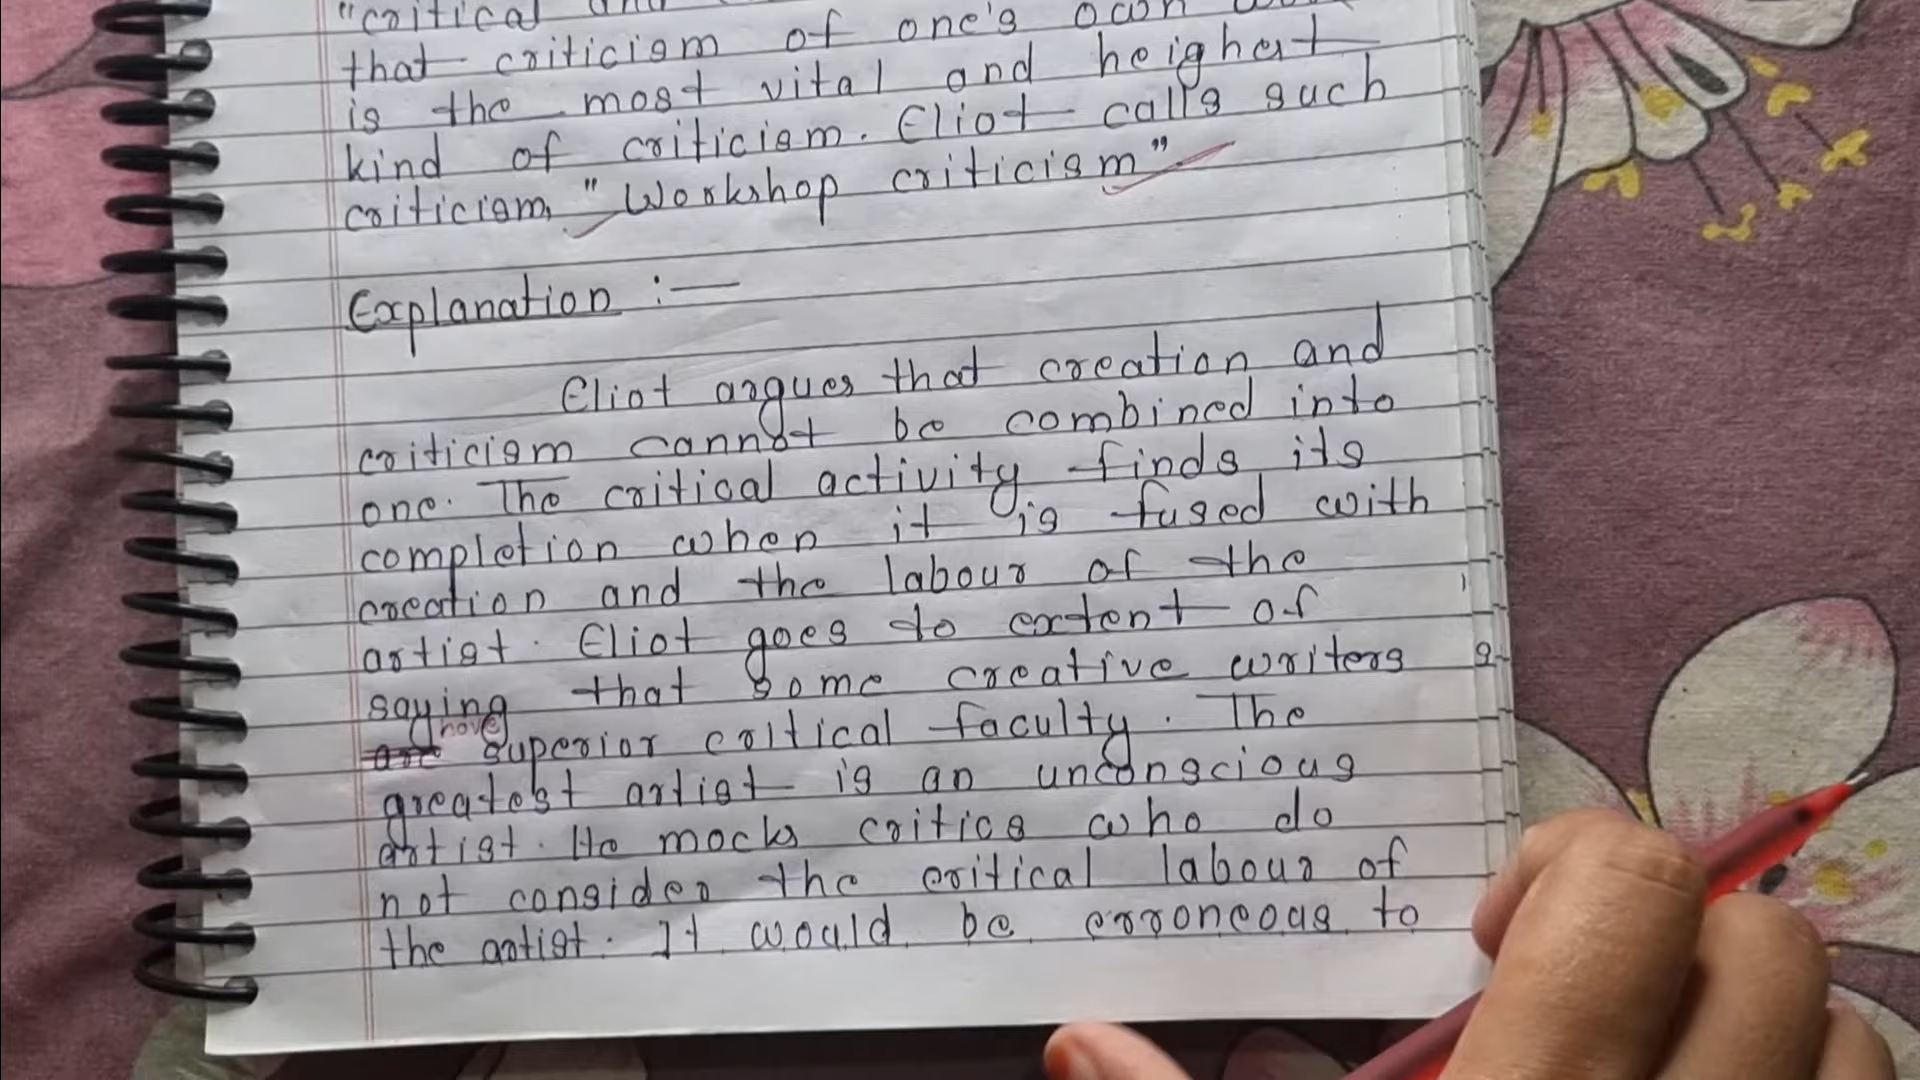 "critical
that criticism of one's own
is the most vital and heighest
kind of criticism. Eliot calls such
criticism, "Workshop criticism"
Explanation :—
Eliot argues that creation and
criticism cannot be combined into
one. The critical activity finds its
completion when it is fused with
creation and the labour of the
artist. Eliot goes to extent of
saying that some creative writers
are have superior critical faculty. The
greatest artist is an unconscious
artist. He mocks critics who do
not consider the critical labour of
the artist. It would be erroneous to